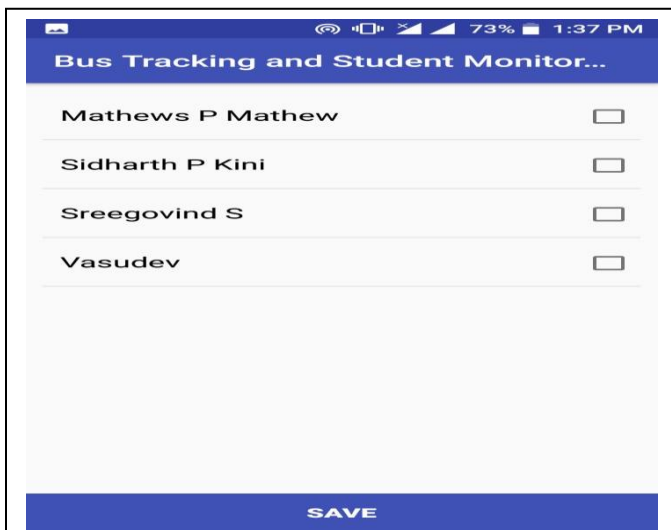 73% 1:37 PM
Bus Tracking and Student Monitor...
Mathews P Mathew
Sidharth P Kini
Sreegovind S
Vasudev
SAVE